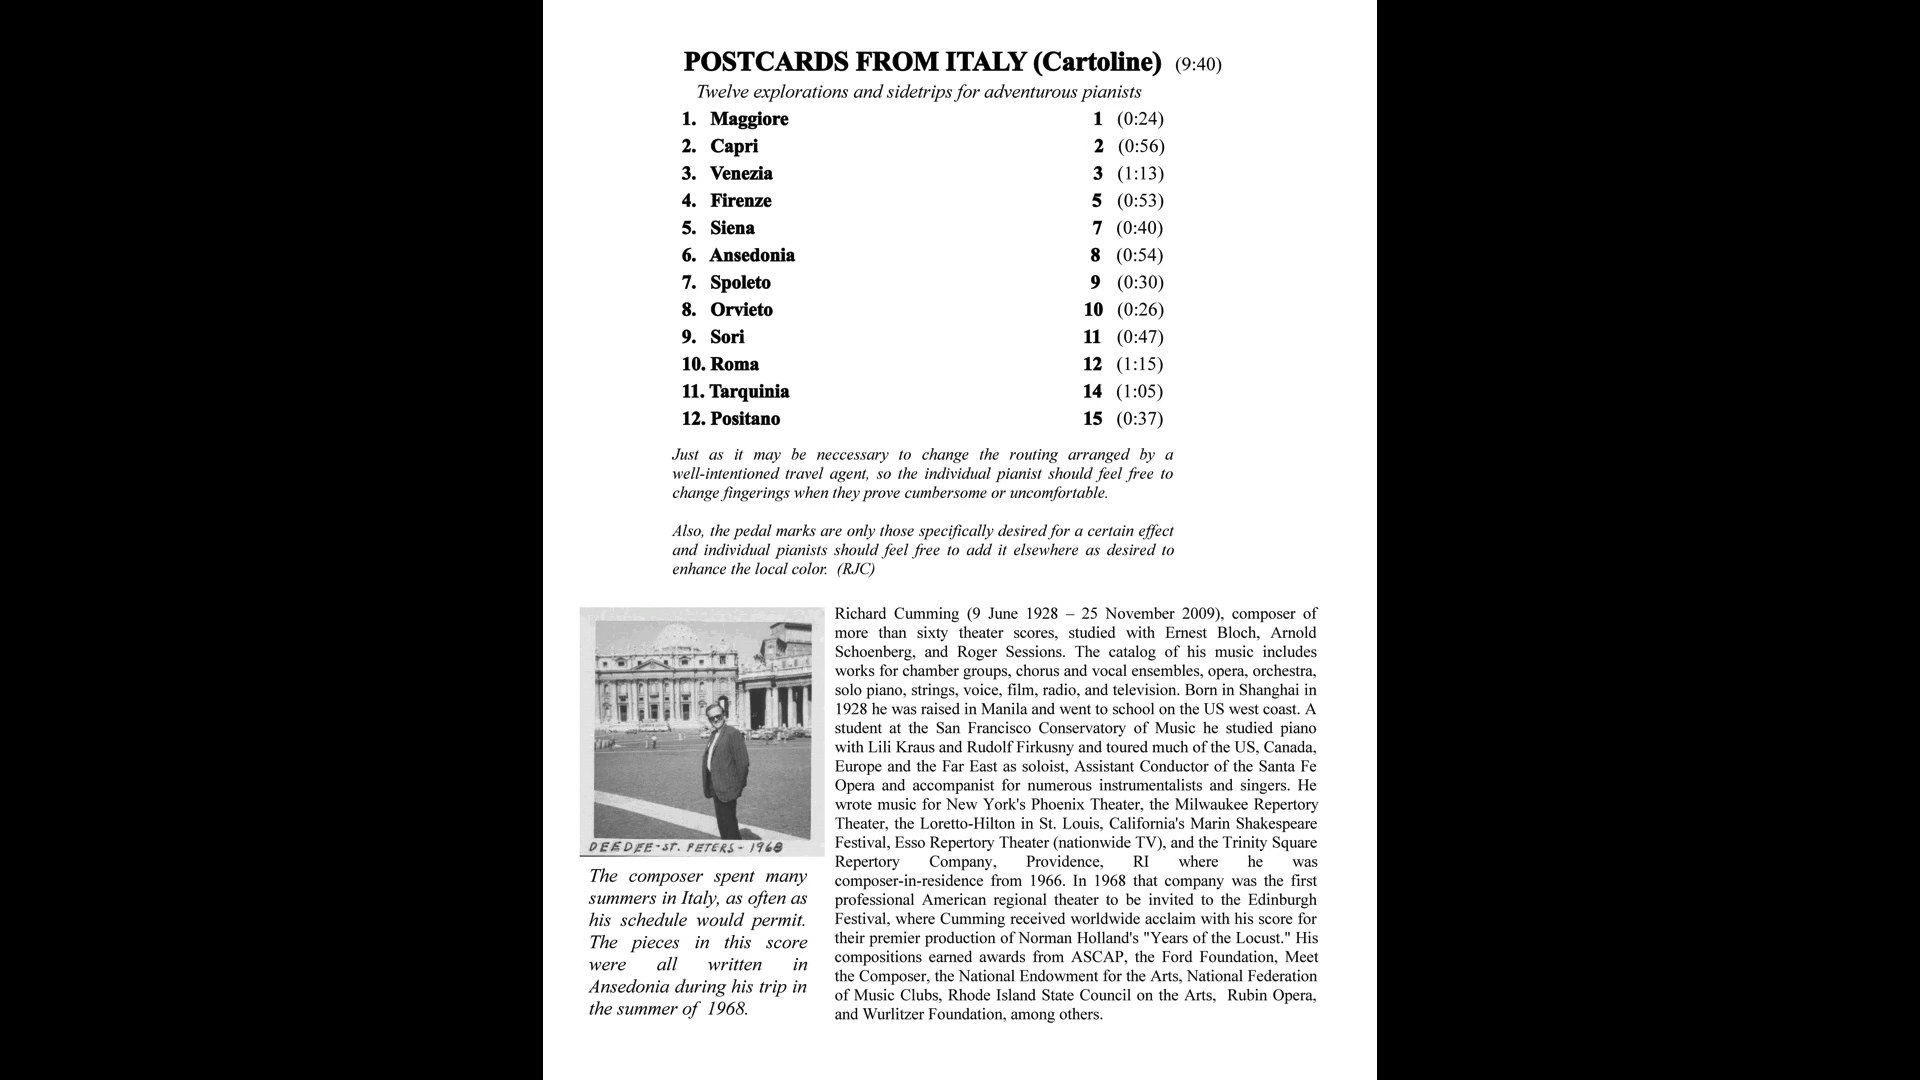 POSTCARDS FROM ITALY (Cartoline) (9:40)
Twelve explorations and sidetrips for adventurous pianists
1. Maggiore 1 (0:24)
2. Capri 2 (0:56)
3. Venezia 3 (1:13)
4. Firenze 5 (0:53)
5. Siena 7 (0:40)
6. Ansedonia 8 (0:54)
7. Spoleto 9 (0:30)
8. Orvieto 10 (0:26)
9. Sori 11 (0:47)
10. Roma 12 (1:15)
11. Tarquinia 14 (1:05)
12. Positano 15 (0:37)
Just as it may be neccessary to change the routing arranged by a
well-intentioned travel agent, so the individual pianist should feel free to
change fingerings when they prove cumbersome or uncomfortable.
Also, the pedal marks are only those specifically desired for a certain effect
and individual pianists should feel free to add it elsewhere as desired to
enhance the local color. (RJC)
DEEDEE-ST. PETERS-1968
The composer spent many
summers in Italy, as often as
his schedule would permit.
The pieces in this score
were all written in
Ansedonia during his trip in
the summer of 1968.
Richard Cumming (9 June 1928 – 25 November 2009), composer of
more than sixty theater scores, studied with Ernest Bloch, Arnold
Schoenberg, and Roger Sessions. The catalog of his music includes
works for chamber groups, chorus and vocal ensembles, opera, orchestra,
solo piano, strings, voice, film, radio, and television. Born in Shanghai in
1928 he was raised in Manila and went to school on the US west coast. A
student at the San Francisco Conservatory of Music he studied piano
with Lili Kraus and Rudolf Firkusny and toured much of the US, Canada,
Europe and the Far East as soloist, Assistant Conductor of the Santa Fe
Opera and accompanist for numerous instrumentalists and singers. He
wrote music for New York's Phoenix Theater, the Milwaukee Repertory
Theater, the Loretto-Hilton in St. Louis, California's Marin Shakespeare
Festival, Esso Repertory Theater (nationwide TV), and the Trinity Square
Repertory Company, Providence, RI where he was
composer-in-residence from 1966. In 1968 that company was the first
professional American regional theater to be invited to the Edinburgh
Festival, where Cumming received worldwide acclaim with his score for
their premier production of Norman Holland's "Years of the Locust." His
compositions earned awards from ASCAP, the Ford Foundation, Meet
the Composer, the National Endowment for the Arts, National Federation
of Music Clubs, Rhode Island State Council on the Arts, Rubin Opera,
and Wurlitzer Foundation, among others.